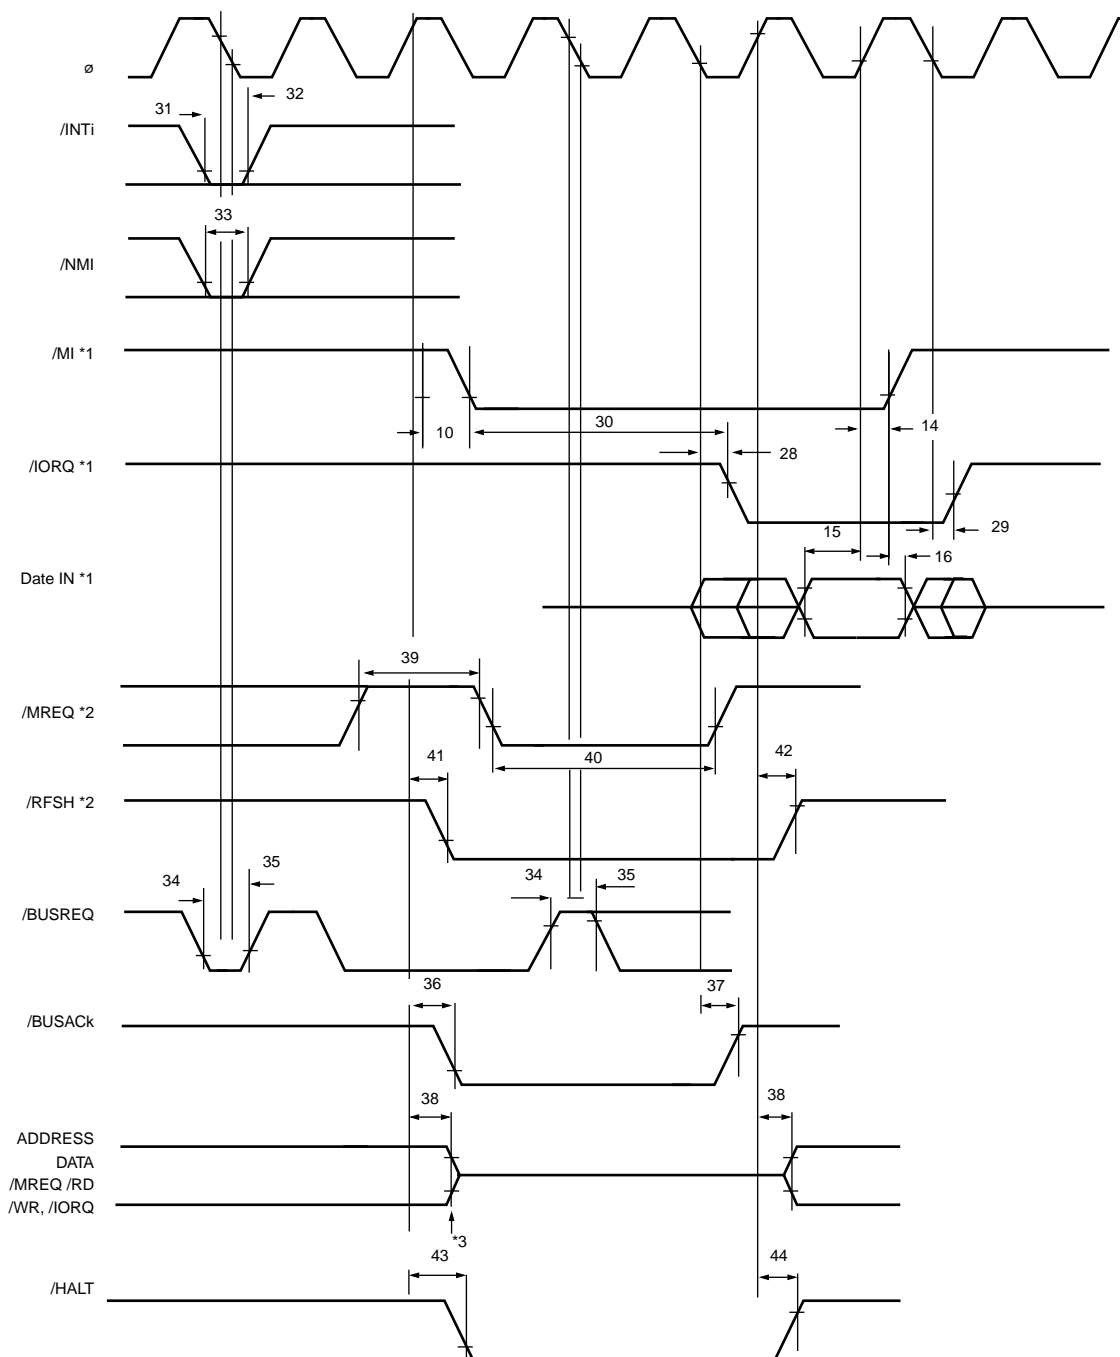 ø
31
32
/INTi
33
/NMI
/MI *1
10
30
14
28
/IORQ *1
15
29
16
Date IN *1
39
/MREQ *2
40
41
42
/RFSH *2
34
35
34
35
/BUSREQ
36
37
/BUSACk
38
38
ADDRESS
DATA
/MREQ /RD
/WR, /IORQ
*3
43
44
/HALT